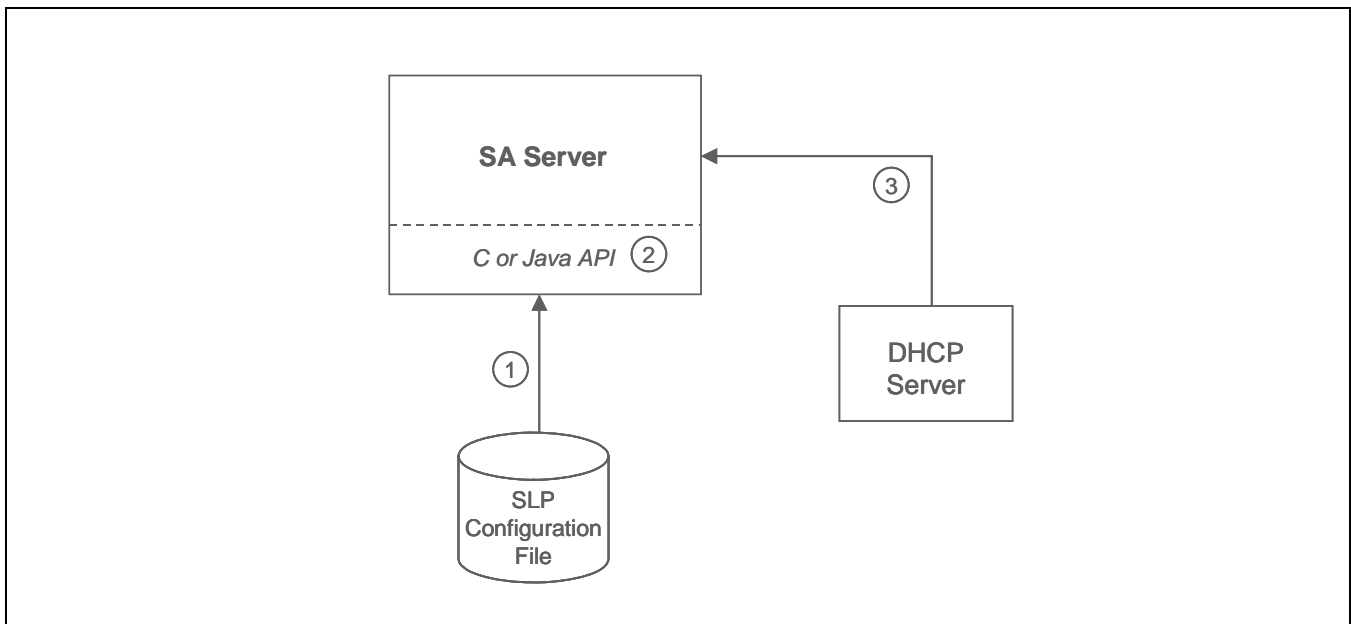 SA Server
3
C or Java API 2
DHCP
Server
1
SLP
Configuration
File